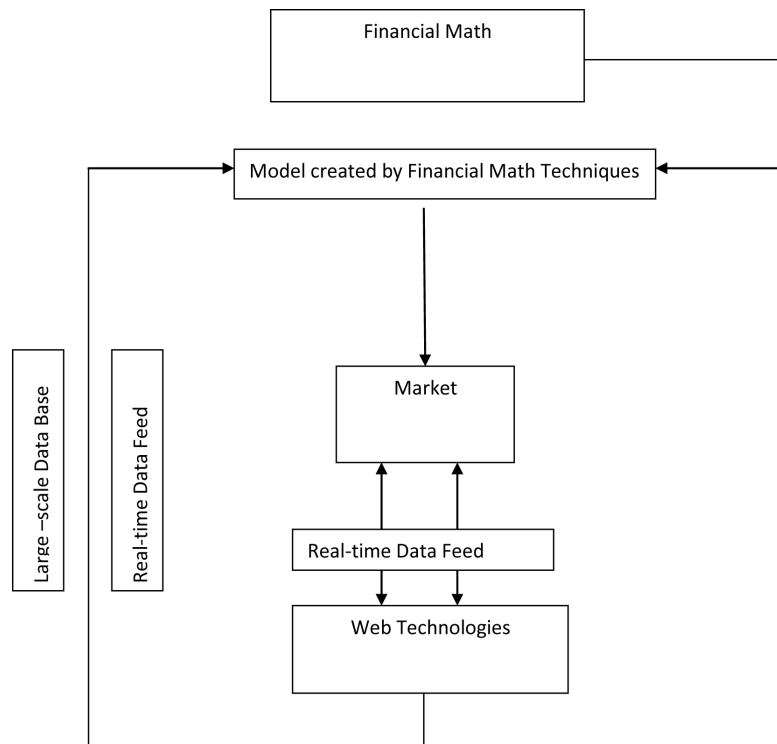 Financial Math
Model created by Financial Math Techniques
Large –scale Data Base
Real-time Data Feed
Market
Real-time Data Feed
Web Technologies